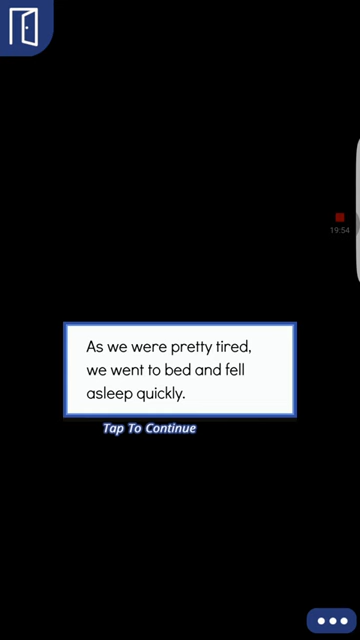 19:54
As we were pretty tired,
we went to bed and fell
asleep quickly.
Tap To Continue